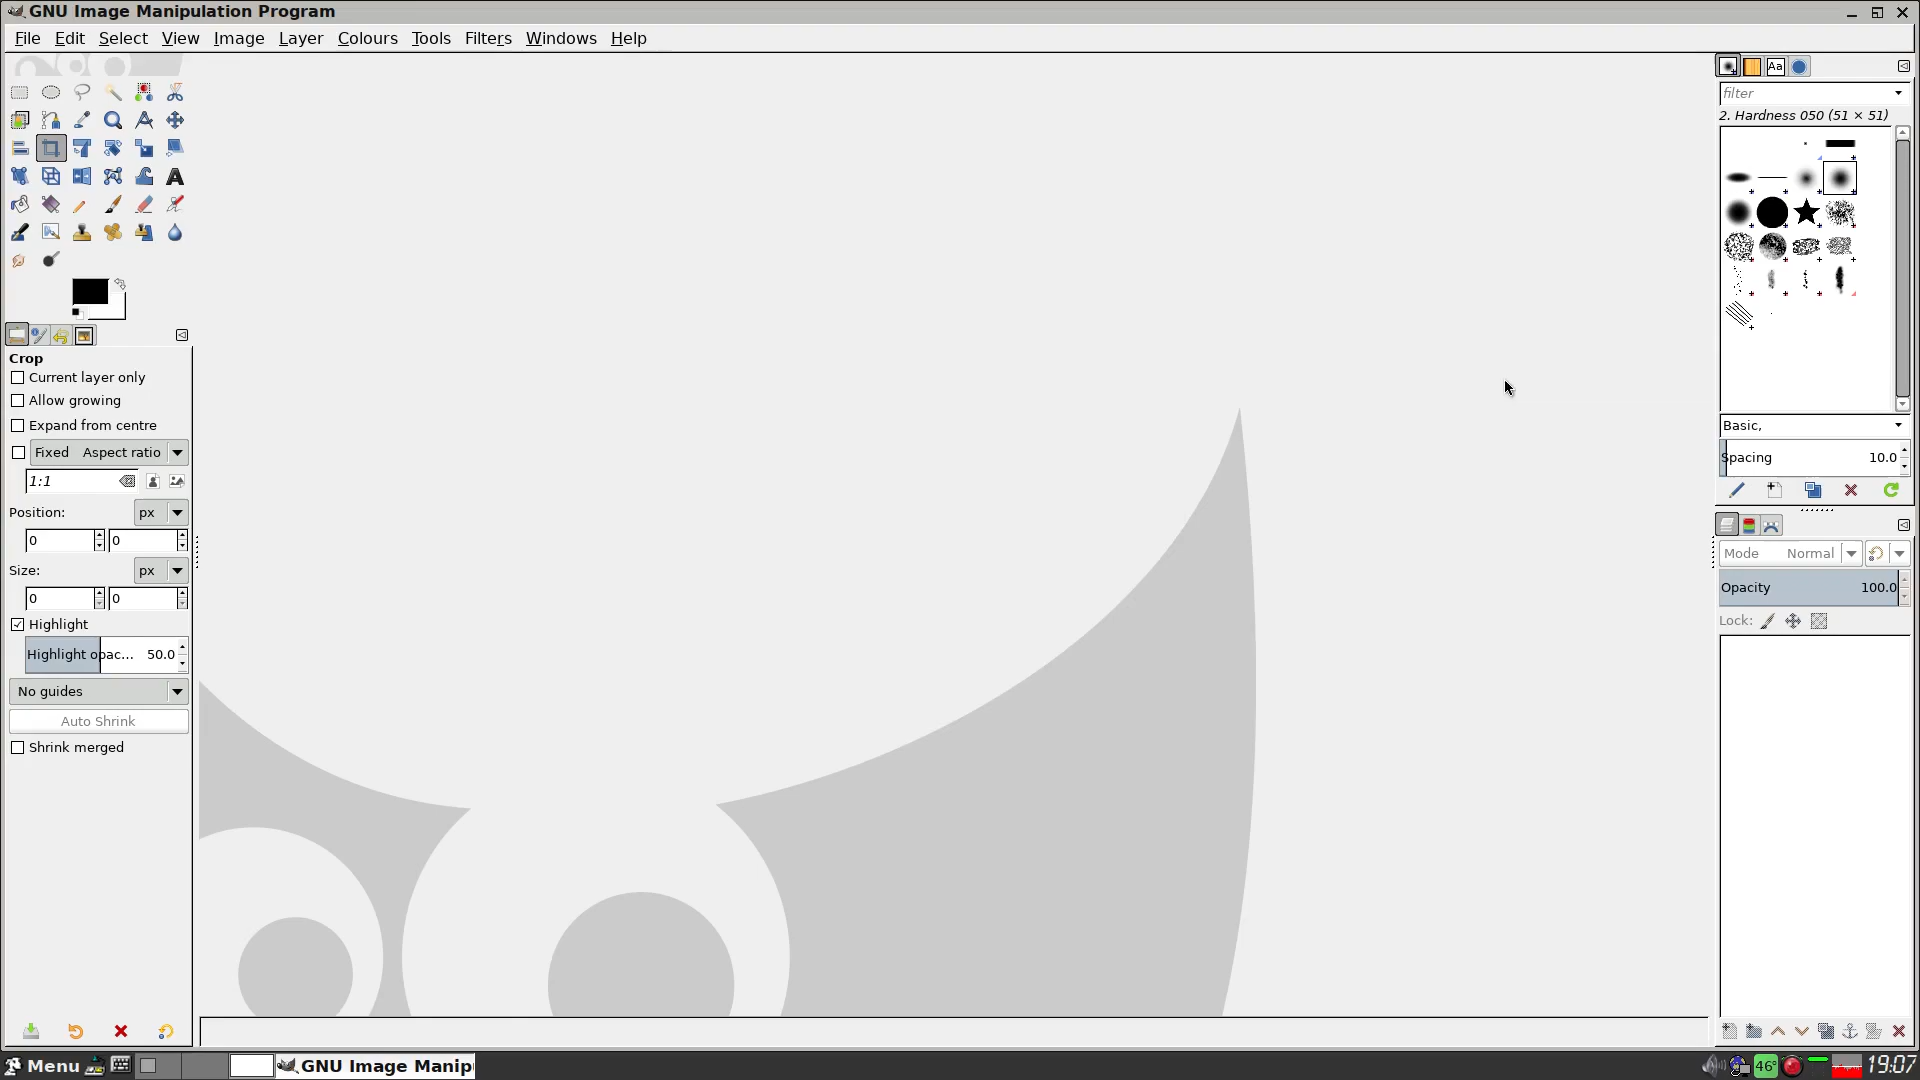 GNU Image Manipulation Program
File Edit Select View Image Layer Colours Tools Filters Windows Help
Aa
filter
2. Hardness 050 (51 × 51)
Crop
Current layer only
Allow growing
Expand from centre
Fixed Aspect ratio
1:1
Position: px
0 0
Size: px
0 0
Highlight
Highlight opac... 50.0
No guides
Auto Shrink
Shrink merged
Basic,
Spacing 10.0
Mode Normal
Opacity 100.0
Lock:
Menu
GNU Image Manip
46°
19:07